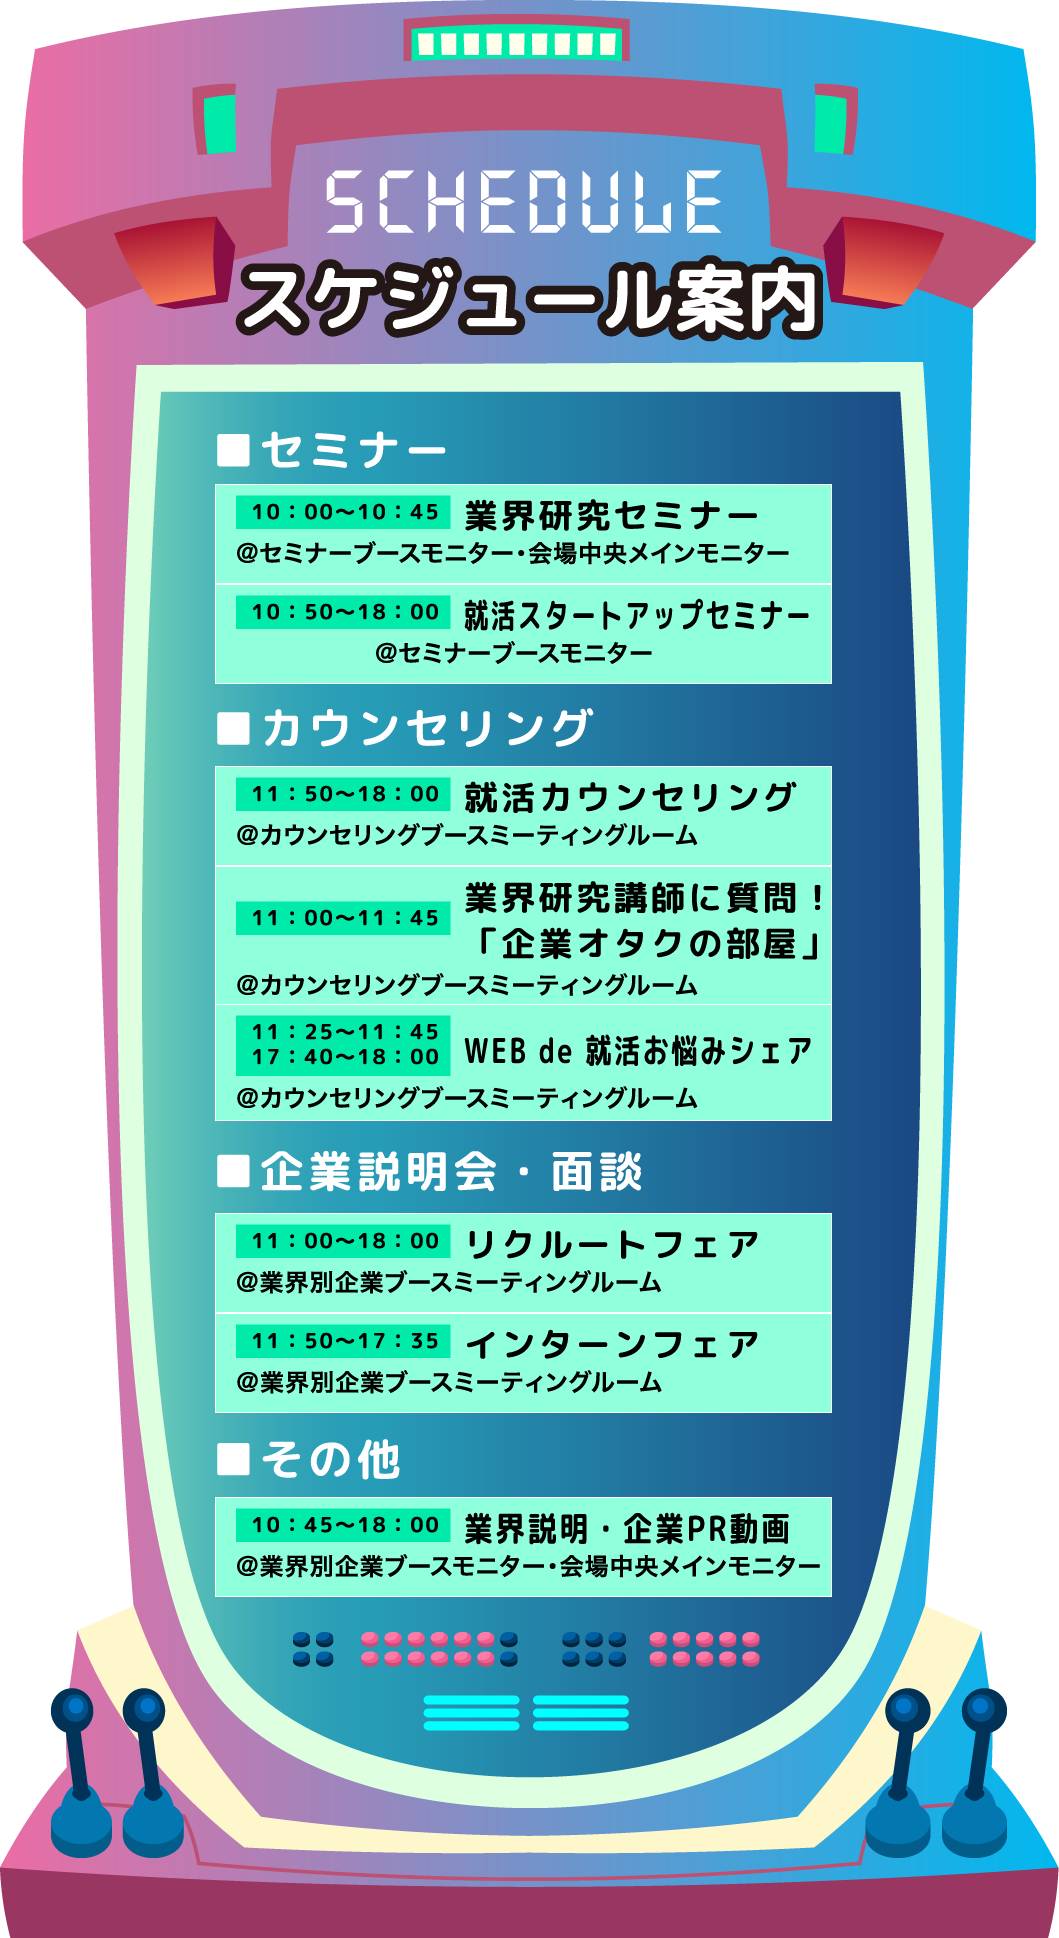 SCHEDULE
スケジュール案内
■セミナー
10：00～10：45 業界研究セミナー
@セミナーブースモニター・会場中央メインモニター
10：50～18：00 就活スタートアップセミナー
@セミナーブースモニター
■カウンセリング
11：50～18：00 就活カウンセリング
@カウンセリングブースミーティングルーム
業界研究講師に質問！
11：00～11：45
「企業オタクの部屋」
@カウンセリングブースミーティングルーム
11：25～11：45
17：40～18：00
WEB de 就活お悩みシェア
@カウンセリングブースミーティングルーム
■企業説明会・面談
11：00～18：00 リクルートフェア
@業界別企業ブースミーティングルーム
11：50～17：35 インターンフェア
@業界別企業ブースミーティングルーム
■その他
10：45～18：00 業界説明・企業PR動画
@業界別企業ブースモニター・会場中央メインモニター